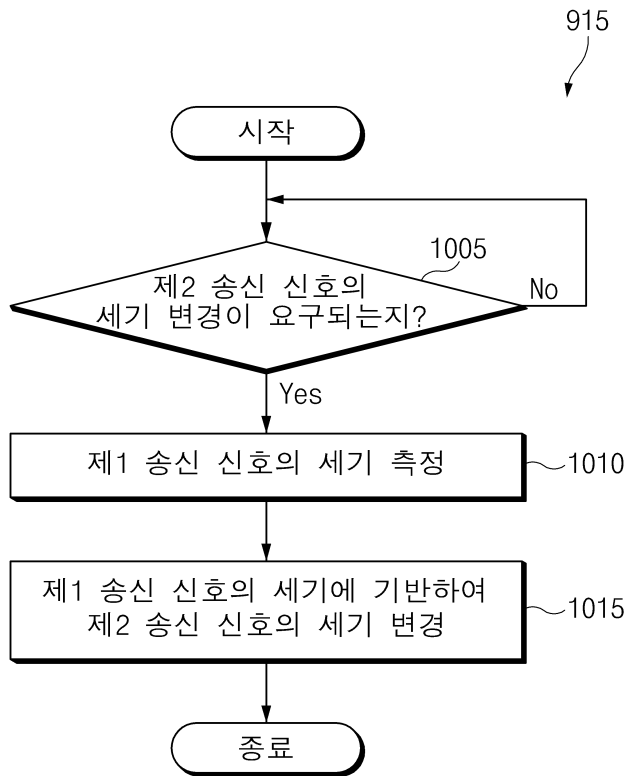 915
시작
1005
제2 송신 신호의
세기 변경이 요구되는지?
No
Yes
제1 송신 신호의 세기 측정
1010
제1 송신 신호의 세기에 기반하여
제2 송신 신호의 세기 변경
1015
종료